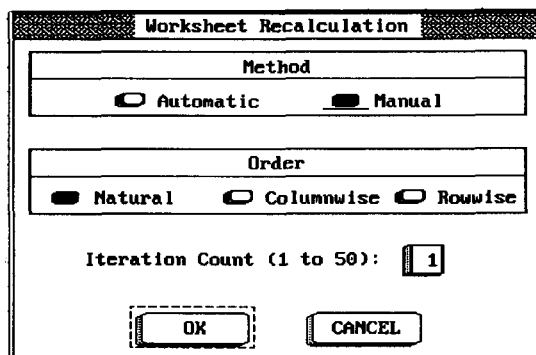 Worksheet Recalculation
Method
Automatic Manual
Order
Natural Columnwise Rowwise
Iteration Count (1 to 50): 1
OK CANCEL